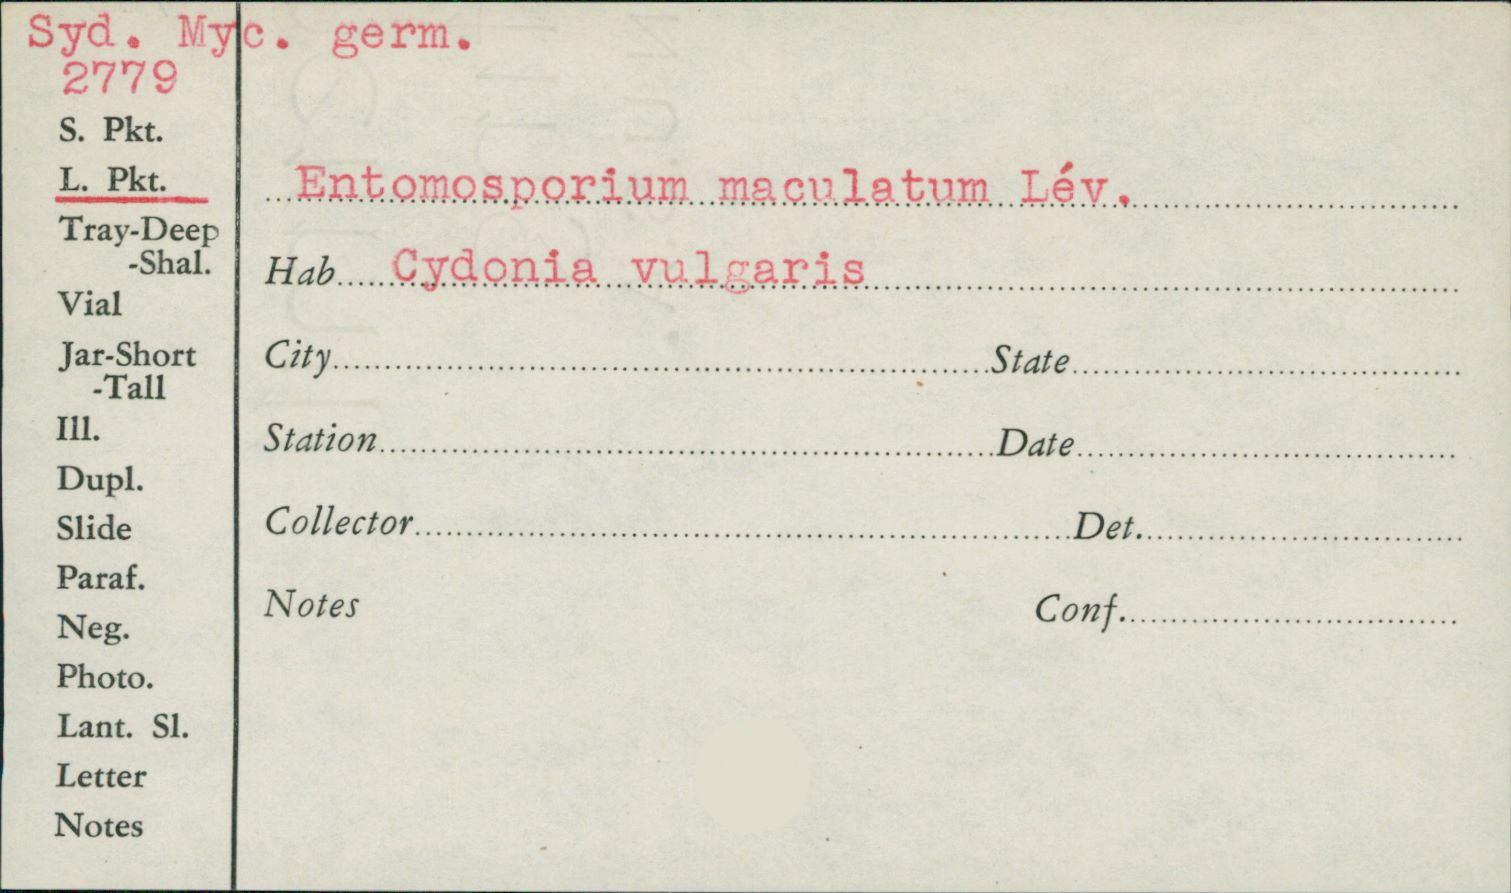 Syd. Myc. germ.
2779
S. Pkt.
L. Pkt.
Tray-Deep
-Shal.
Vial
Jar-Short
-Tall
Ill.
Dupl.
Slide
Paraf.
Neg.
Photo.
Lant. Sl.
Letter
Notes
Entomosporium maculatum Lév.
Hab Cydonia vulgaris
City State
Station Date
Collector Det.
Notes Conf.